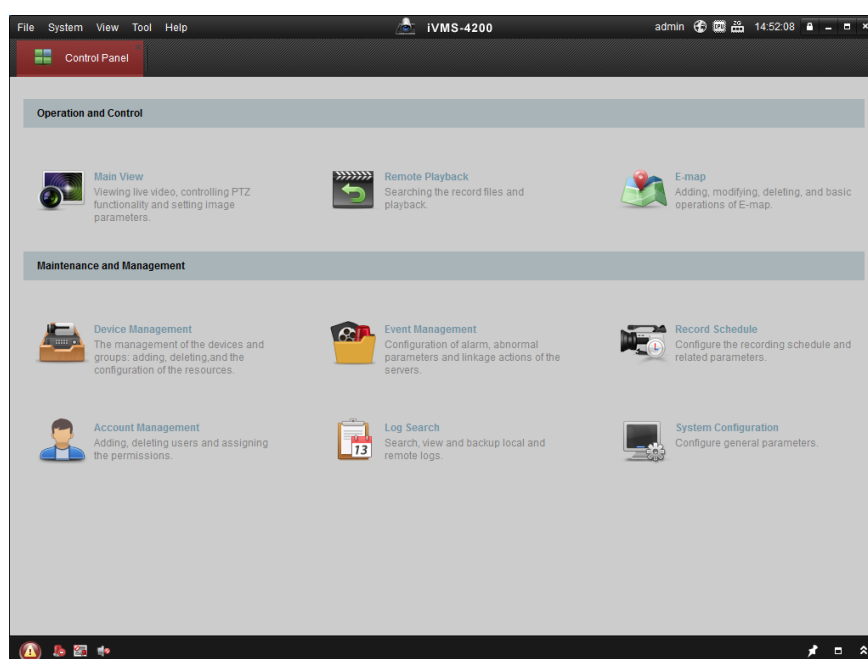 File System View Tool Help iVMS-4200 admin 14:52:08
Control Panel
Operation and Control
Main View
Viewing live video, controlling PTZ
functionality and setting image
parameters.
Remote Playback
Searching the record files and
playback.
E-map
Adding, modifying, deleting, and basic
operations of E-map.
Maintenance and Management
Device Management
The management of the devices and
groups: adding, deleting,and the
configuration of the resources.
Event Management
Configuration of alarm, abnormal
parameters and linkage actions of the
servers.
Record Schedule
Configure the recording schedule and
related parameters.
Account Management
Adding, deleting users and assigning
the permissions.
13
Log Search
Search, view and backup local and
remote logs.
System Configuration
Configure general parameters.